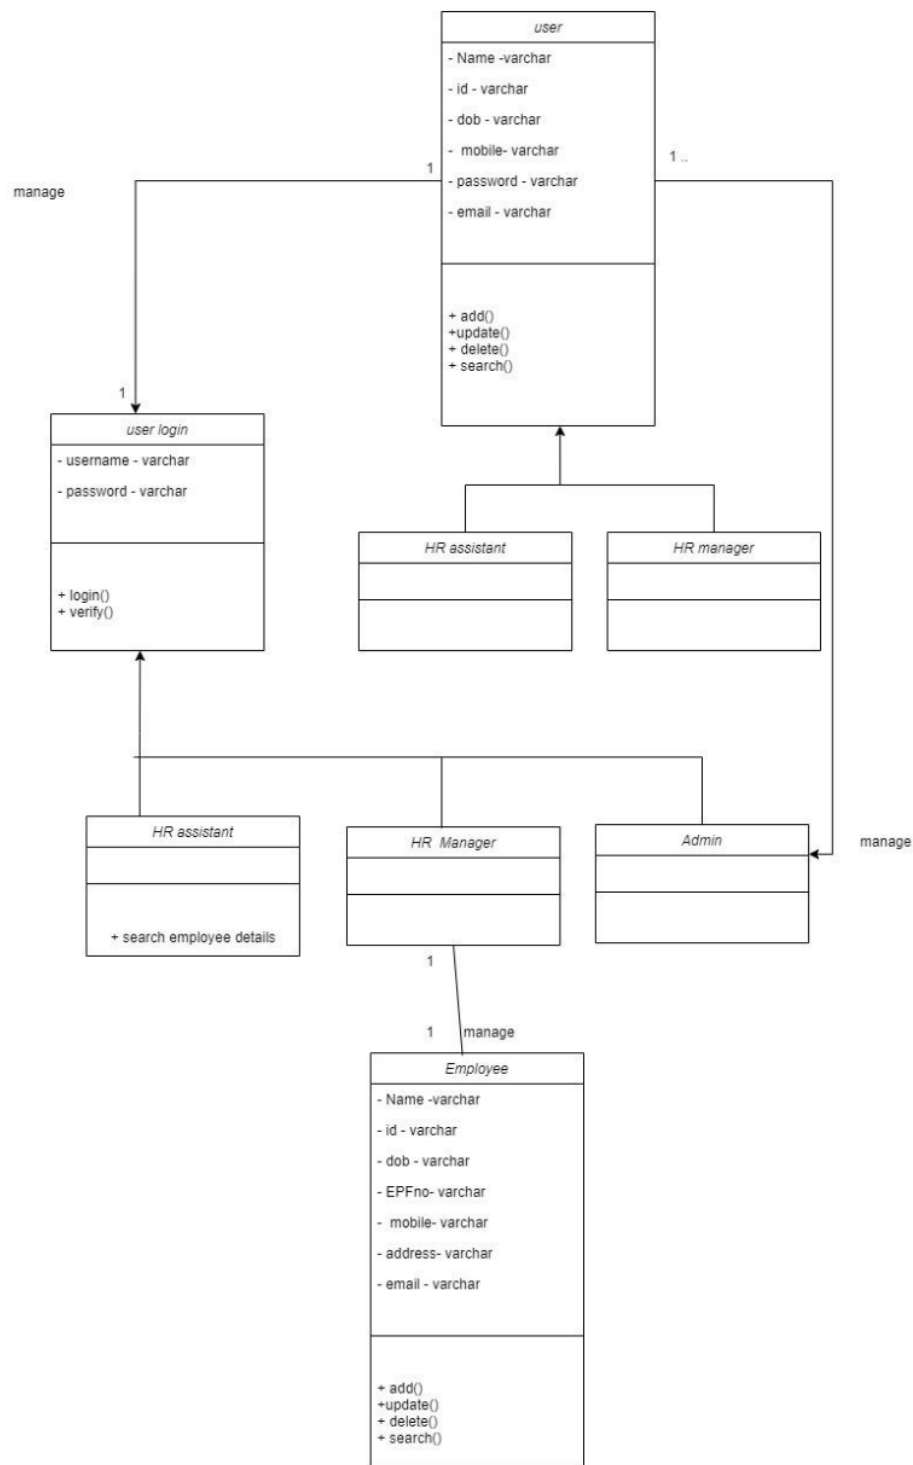 user
- Name -varchar
- id - varchar
- dob - varchar
-  mobile- varchar
- password - varchar
- email - varchar
+ add()
+update()
+ delete()
+ search()
1
1 ..
manage
1
user login
- username - varchar
- password - varchar
+ login()
+ verify()
HR assistant
HR manager
HR assistant
+ search employee details
HR  Manager
Admin
manage
1
1
manage
Employee
- Name -varchar
- id - varchar
- dob - varchar
- EPFno- varchar
-  mobile- varchar
- address- varchar
- email - varchar
+ add()
+update()
+ delete()
+ search()